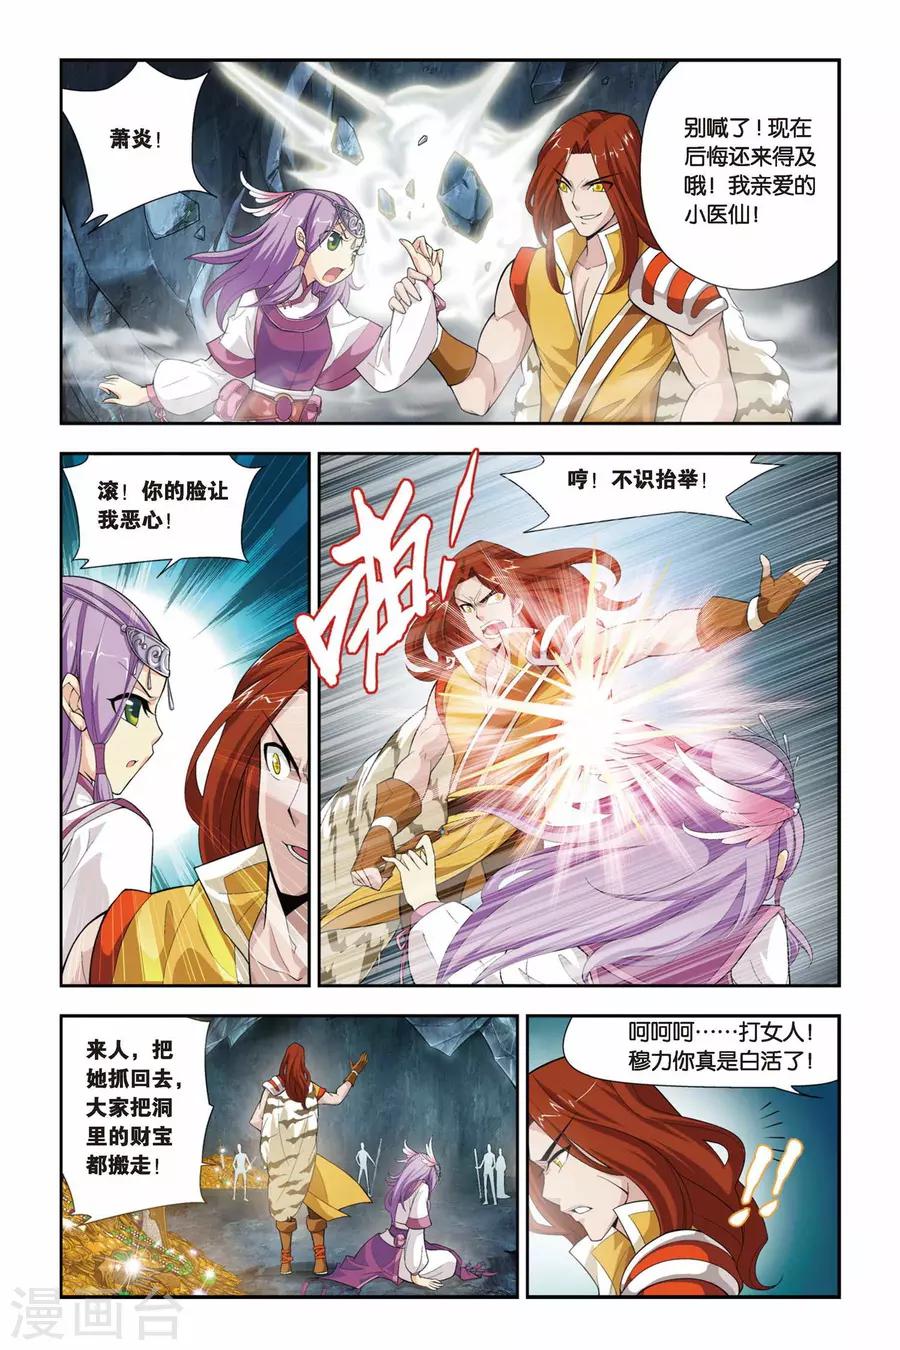 萧炎！
别喊了！现在
后悔还来得及
哦！我亲爱的
小医仙！
滚！你的脸让
我恶心！
啪！
哼！不识抬举！
来人，把
她抓回去，
大家把洞
里的财宝
都搬走！
呵呵呵……打女人！
穆力你真是白活了！
!!
漫画台